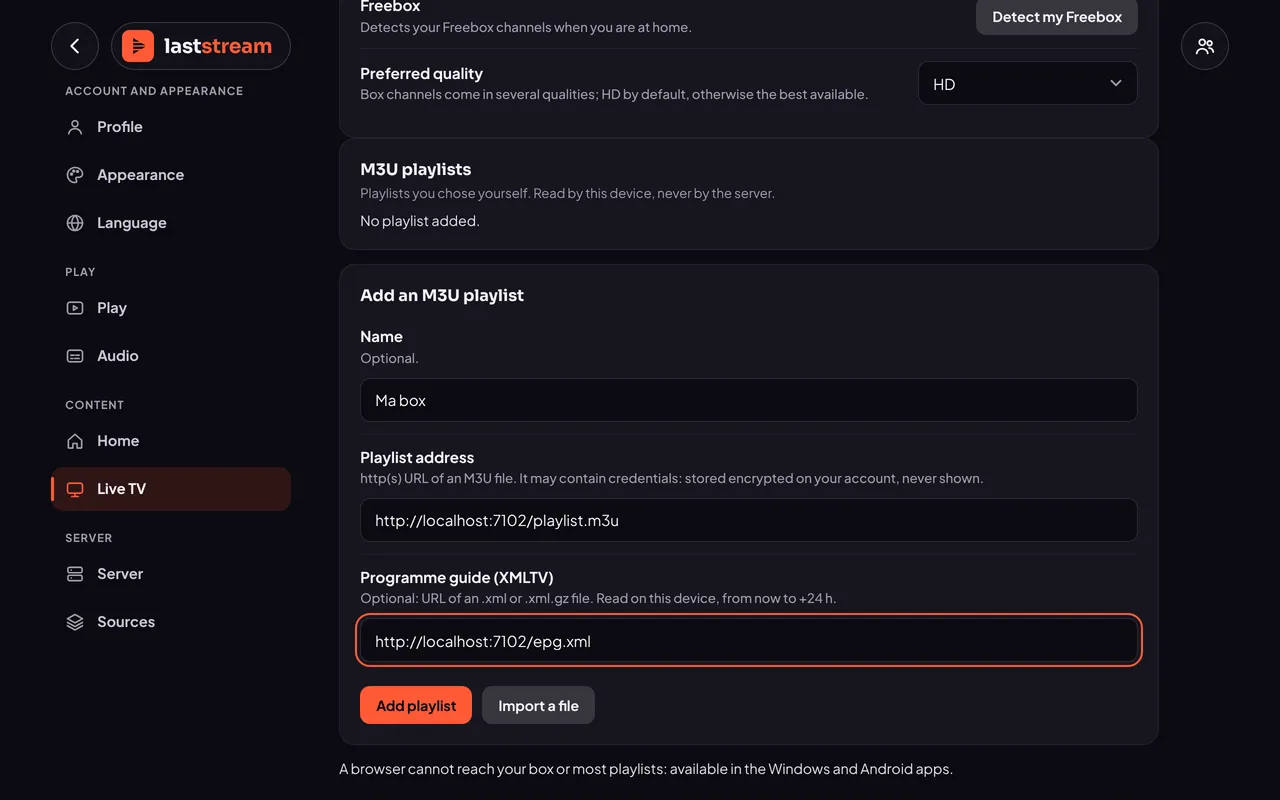 laststream
ACCOUNT AND APPEARANCE
Profile
Appearance
Language
PLAY
Play
Audio
CONTENT
Home
Live TV
SERVER
Server
Sources
Freebox
Detects your Freebox channels when you are at home.
Detect my Freebox
Preferred quality
Box channels come in several qualities; HD by default, otherwise the best available.
HD
M3U playlists
Playlists you chose yourself. Read by this device, never by the server.
No playlist added.
Add an M3U playlist
Name
Optional.
Ma box
Playlist address
http(s) URL of an M3U file. It may contain credentials: stored encrypted on your account, never shown.
http://localhost:7102/playlist.m3u
Programme guide (XMLTV)
Optional: URL of an .xml or .xml.gz file. Read on this device, from now to +24 h.
http://localhost:7102/epg.xml
Add playlist
Import a file
A browser cannot reach your box or most playlists: available in the Windows and Android apps.